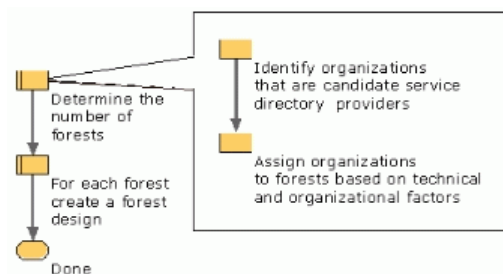 Determine the
number of
forests
For each forest
create a forest
design
Done
Identify organizations
that are candidate service
directory providers
Assign organizations
to forests based on technical
and organizational factors